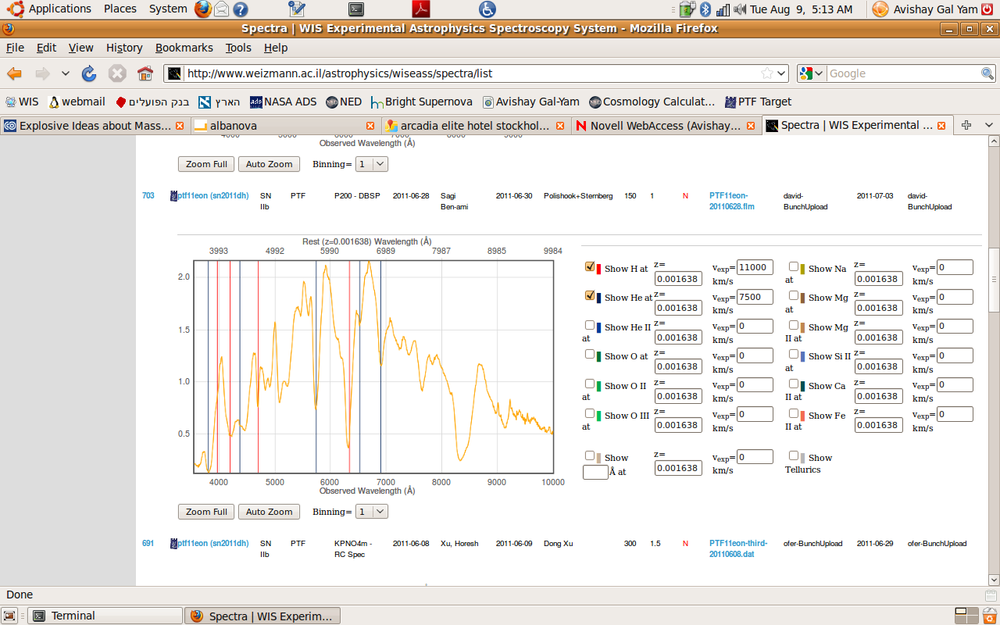 Applications Places System Tue Aug 9, 5:13 AM Avishay Gal Yam
Spectra | WIS Experimental Astrophysics Spectroscopy System - Mozilla Firefox
File Edit View History Bookmarks Tools Help
http://www.weizmann.ac.il/astrophysics/wiseass/spectra/list Google
WIS webmail בנק הפועלים הארץ NASA ADS NED Bright Supernova Avishay Gal-Yam Cosmology Calculat... PTF Target
Explosive Ideas about Mass... albanova arcadia elite hotel stockhol... Novell WebAccess (Avishay... Spectra | WIS Experimental ...
4000 5000 6000 7000 8000 9000
Observed Wavelength (Å)
Zoom Full Auto Zoom Binning= 1
703 ptf11eon (sn2011dh) SN PTF P200 - DBSP 2011-06-28 Sagi 2011-06-30 Polishook+Sternberg 150 1 N PTF11eon- david- 2011-07-03 david-
IIb Ben-ami 20110628.flm BunchUpload BunchUpload
Rest (z=0.001638) Wavelength (Å)
3993 4992 5990 6989 7987 8985 9984
2.0
1.5
1.0
0.5
4000 5000 6000 7000 8000 9000 10000
Observed Wavelength (Å)
Show H at z= 0.001638 vexp= 11000 km/s Show Na at z= 0.001638 vexp= 0 km/s
Show He at z= 0.001638 vexp= 7500 km/s Show Mg at z= 0.001638 vexp= 0 km/s
Show He II at z= 0.001638 vexp= 0 km/s Show Mg II at z= 0.001638 vexp= 0 km/s
Show O at z= 0.001638 vexp= 0 km/s Show Si II at z= 0.001638 vexp= 0 km/s
Show O II at z= 0.001638 vexp= 0 km/s Show Ca II at z= 0.001638 vexp= 0 km/s
Show O III at z= 0.001638 vexp= 0 km/s Show Fe II at z= 0.001638 vexp= 0 km/s
Show Å at z= 0.001638 vexp= 0 km/s Show Tellurics
Zoom Full Auto Zoom Binning= 1
691 ptf11eon (sn2011dh) SN PTF KPNO4m - 2011-06-08 Xu, Horesh 2011-06-09 Dong Xu 300 1.5 N PTF11eon-third- ofer-BunchUpload 2011-06-29 ofer-BunchUpload
IIb RC Spec 20110608.dat
Done
Terminal Spectra | WIS Experim...